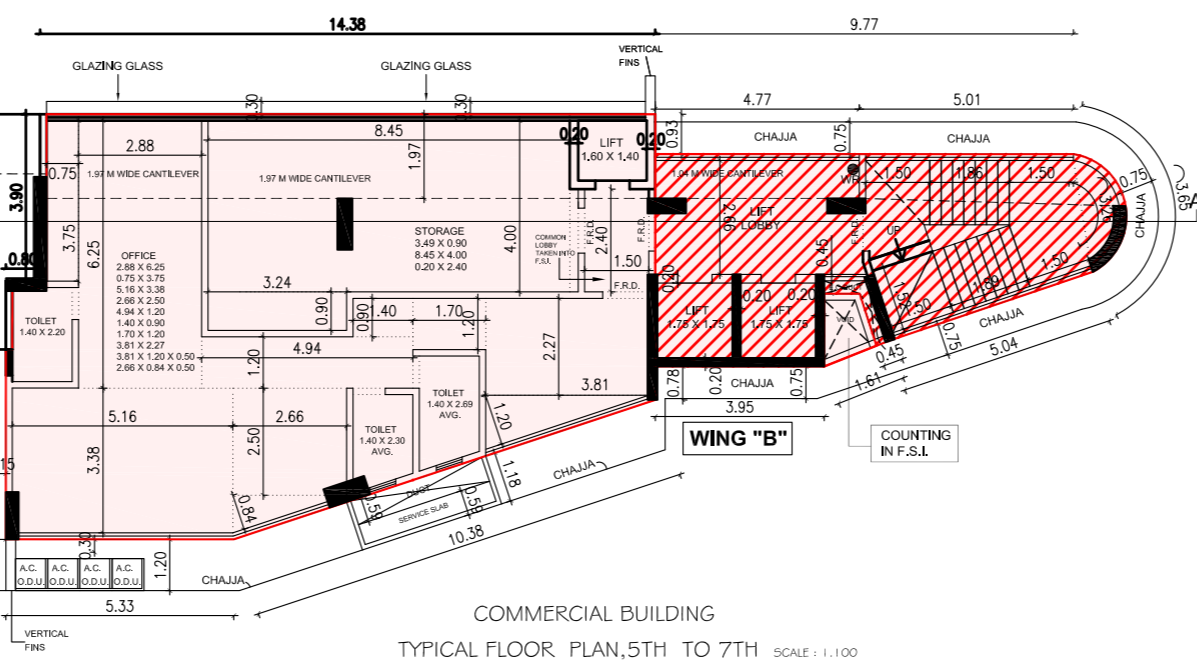 14.38
9.77
VERTICAL
FINS
GLAZING GLASS
GLAZING GLASS
0.30
0.30
4.77
5.01
0.93
0.75
CHAJJA
CHAJJA
8.45
0.20
0.20
LIFT
1.60 X 1.40
2.88
1.97
0.75
1.97 M WIDE CANTILEVER
1.97 M WIDE CANTILEVER
1.04 M WIDE CANTILEVER
1.50
1.86
1.50
0.75
3.65
CHAJJA
A
3.90
3.75
6.25
STORAGE
3.49 X 0.90
8.45 X 4.00
0.20 X 2.40
4.00
COMMON
LOBBY
TAKEN INTO
F.S.I.
2.40
F.R.D.
F.R.D.
F.R.D.
F.R.D.
1.50
LIFT
LOBBY
0.45
UP
0.80
OFFICE
2.88 X 6.25
0.75 X 3.75
5.16 X 3.38
2.66 X 2.50
4.94 X 1.20
1.40 X 0.90
1.70 X 1.20
3.81 X 2.27
3.81 X 1.20 X 0.50
2.66 X 0.84 X 0.50
3.24
0.90
0.90
1.40
1.70
1.20
0.20
0.20
0.20
LIFT
1.75 X 1.75
LIFT
1.75 X 1.75
VOID
1.50
1.89
1.50
TOILET
1.40 X 2.20
4.94
1.20
2.27
3.81
CHAJJA
0.75
5.04
0.45
1.61
0.78
0.20
CHAJJA
0.75
3.95
TOILET
1.40 X 2.69
AVG.
5.16
2.66
TOILET
1.40 X 2.30
AVG.
1.20
WING "B"
COUNTING
IN F.S.I.
15
3.38
2.50
1.18
CHAJJA
0.84
0.59
DUCT
SERVICE SLAB
0.59
10.38
0.30
1.20
A.C.
O.D.U.
A.C.
O.D.U.
A.C.
O.D.U.
A.C.
O.D.U.
CHAJJA
5.33
VERTICAL
FINS
COMMERCIAL BUILDING
TYPICAL FLOOR PLAN,5TH TO 7TH SCALE : 1.100